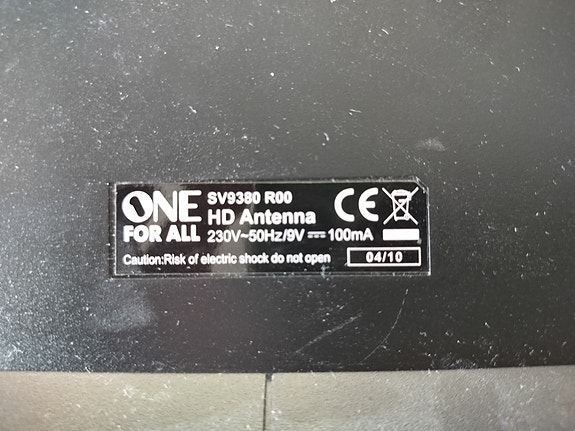 ONE FOR ALL
SV9380 R00
HD Antenna
230V~50Hz/9V ⎓ 100mA
CE
Caution:Risk of electric shock do not open
04/10